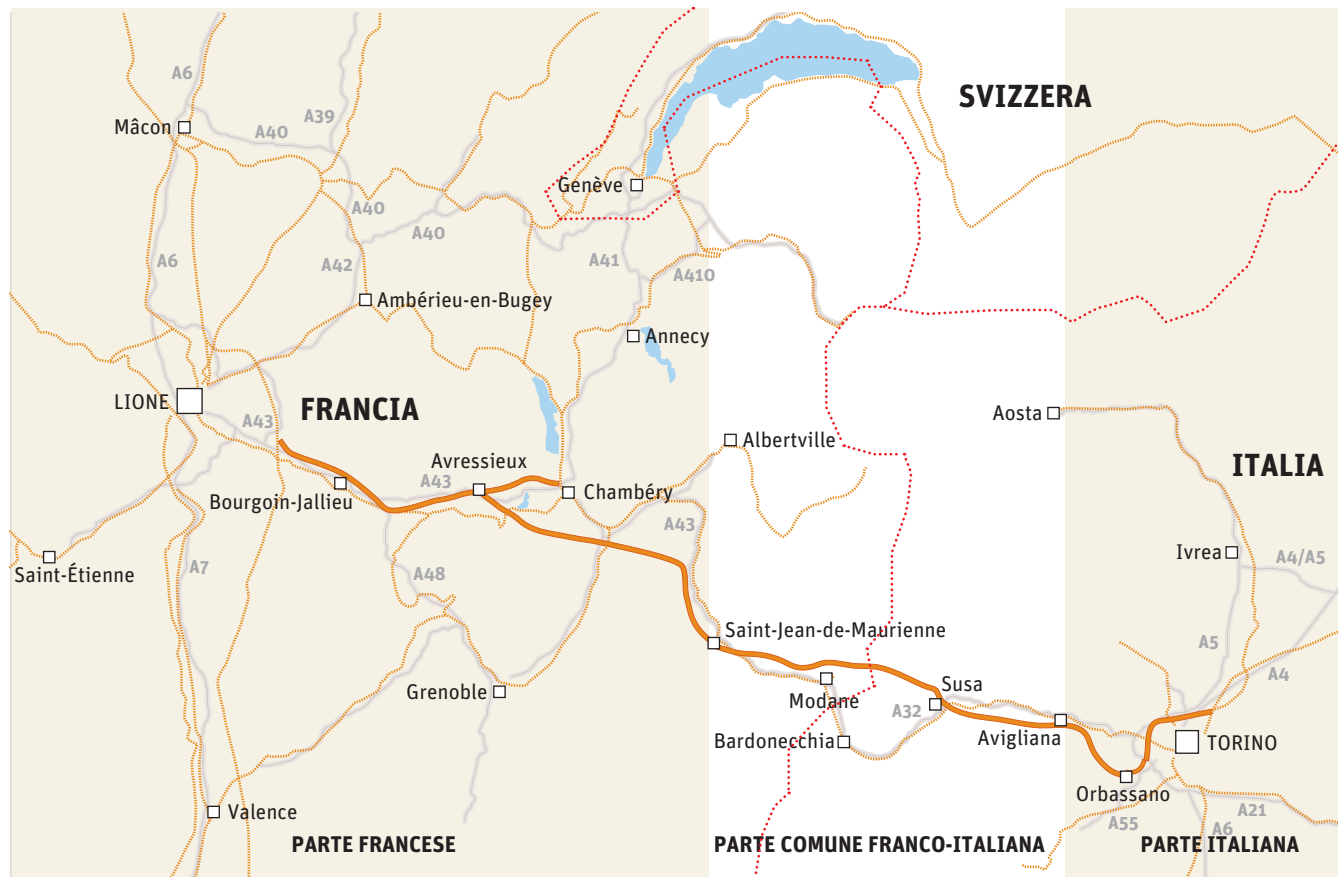 A6
A39
SVIZZERA
Mâcon
A40
Genève
A40
A40
A6
A42
A41
A410
Ambérieu-en-Bugey
Annecy
LIONE
FRANCIA
A43
Aosta
Albertville
Avressieux
ITALIA
A43
Bourgoin-Jallieu
Chambéry
A43
Ivrea
A4/A5
Saint-Étienne
A7
A48
Saint-Jean-de-Maurienne
A5
A4
Grenoble
Modane
Susa
A32
Bardonecchia
Avigliana
TORINO
Orbassano
Valence
A21
A55
A6
PARTE FRANCESE
PARTE COMUNE FRANCO-ITALIANA
PARTE ITALIANA